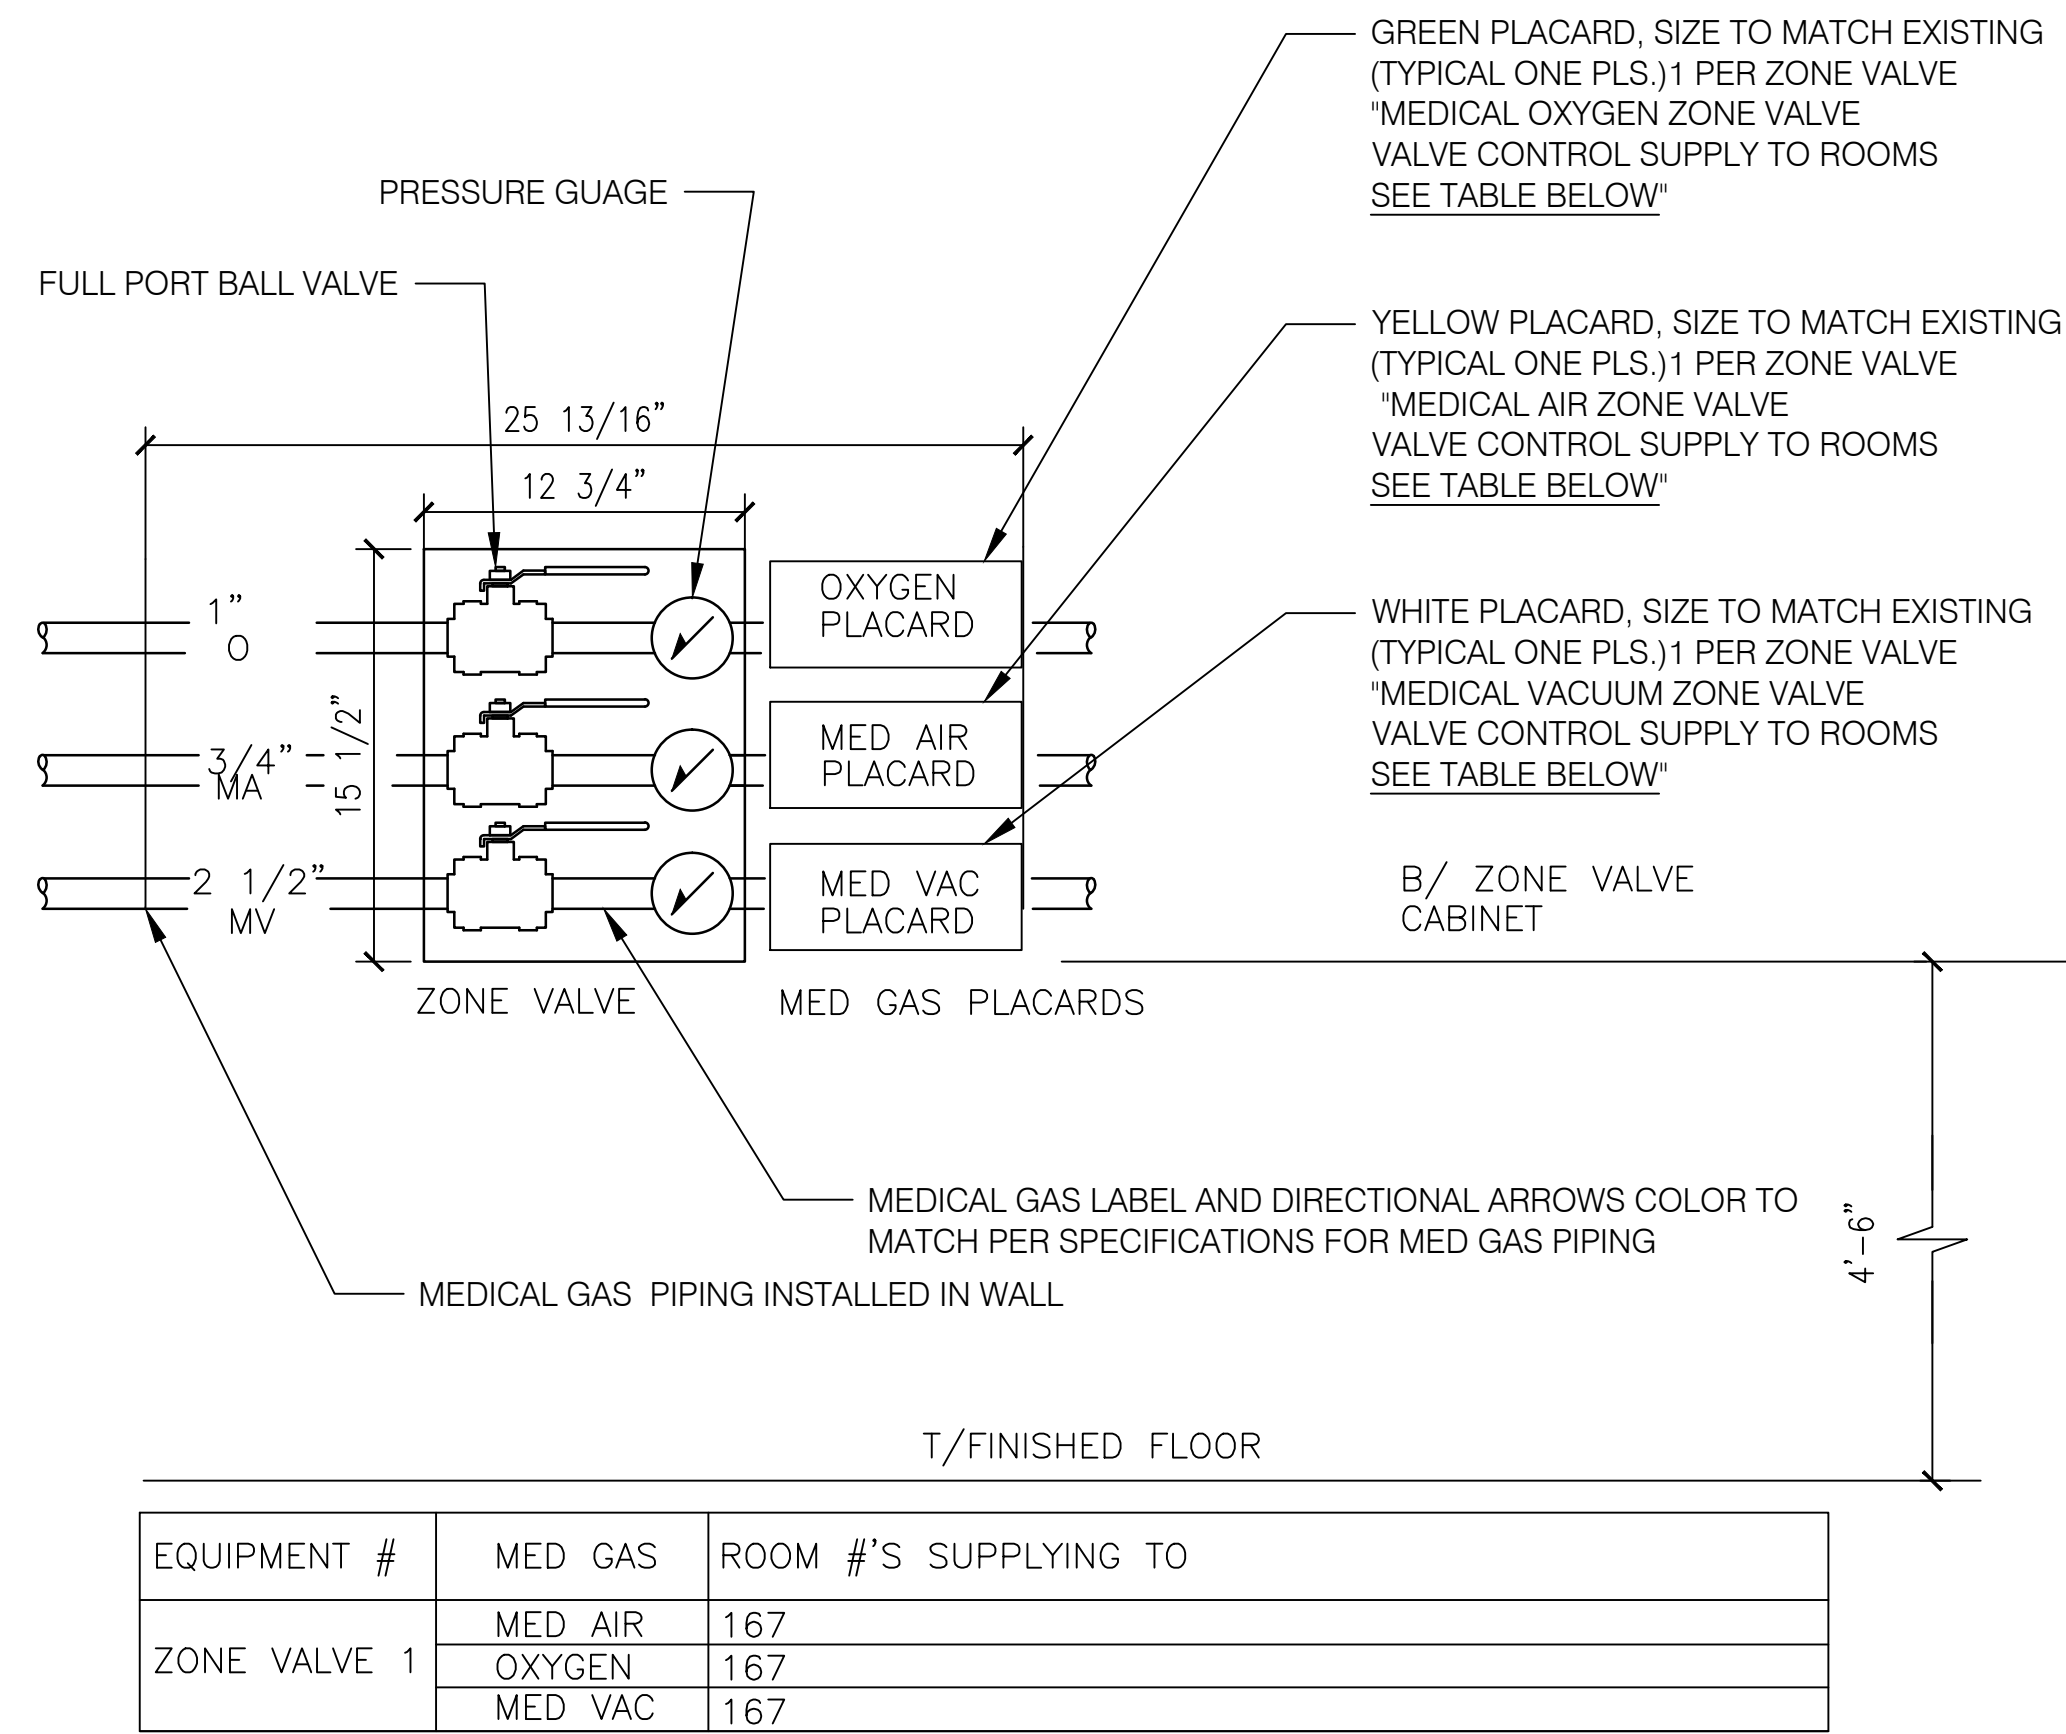 GREEN PLACARD, SIZE TO MATCH EXISTING
(TYPICAL ONE PLS.)1 PER ZONE VALVE
"MEDICAL OXYGEN ZONE VALVE
VALVE CONTROL SUPPLY TO ROOMS
SEE TABLE BELOW"
PRESSURE GUAGE
FULL PORT BALL VALVE
YELLOW PLACARD, SIZE TO MATCH EXISTING
(TYPICAL ONE PLS.)1 PER ZONE VALVE
"MEDICAL AIR ZONE VALVE
VALVE CONTROL SUPPLY TO ROOMS
SEE TABLE BELOW"
25 13/16”
12 3/4”
WHITE PLACARD, SIZE TO MATCH EXISTING
(TYPICAL ONE PLS.)1 PER ZONE VALVE
"MEDICAL VACUUM ZONE VALVE
VALVE CONTROL SUPPLY TO ROOMS
SEE TABLE BELOW"
1”
O
OXYGEN
PLACARD
15 1/2”
3/4”
MA
MED AIR
PLACARD
2 1/2”
MV
MED VAC
PLACARD
B/ ZONE VALVE
CABINET
ZONE VALVE
MED GAS PLACARDS
MEDICAL GAS LABEL AND DIRECTIONAL ARROWS COLOR TO
MATCH PER SPECIFICATIONS FOR MED GAS PIPING
4’-6”
MEDICAL GAS PIPING INSTALLED IN WALL
T/FINISHED FLOOR
EQUIPMENT # MED GAS ROOM #’S SUPPLYING TO
ZONE VALVE 1
MED AIR 167
OXYGEN 167
MED VAC 167